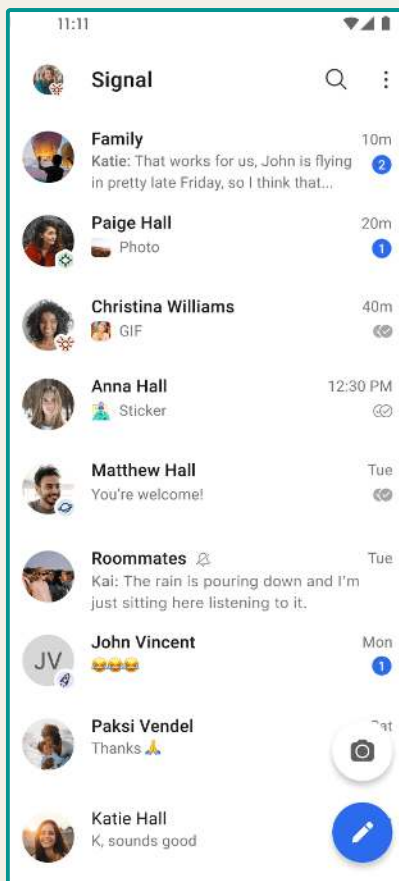 11:11
Signal
Family 10m
Katie: That works for us, John is flying 2
in pretty late Friday, so I think that...
Paige Hall 20m
Photo 1
Christina Williams 40m
GIF
Anna Hall 12:30 PM
Sticker
Matthew Hall Tue
You're welcome!
Roommates Tue
Kai: The rain is pouring down and I'm
just sitting here listening to it.
JV
John Vincent Mon
😂😂😂 1
Paksi Vendel
Thanks 🙏
Katie Hall
K, sounds good